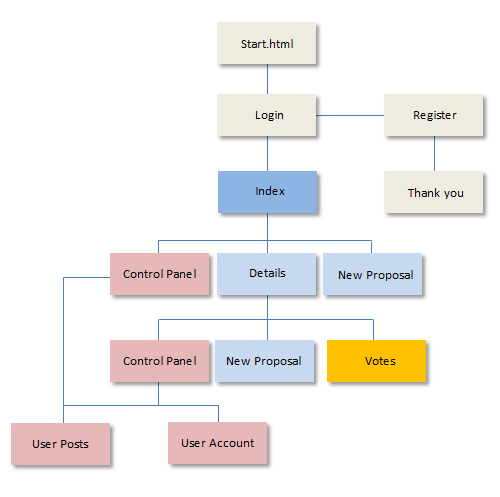 Start.html
Login
Register
Index
Thank you
Control Panel
Details
New Proposal
Control Panel
New Proposal
Votes
User Posts
User Account